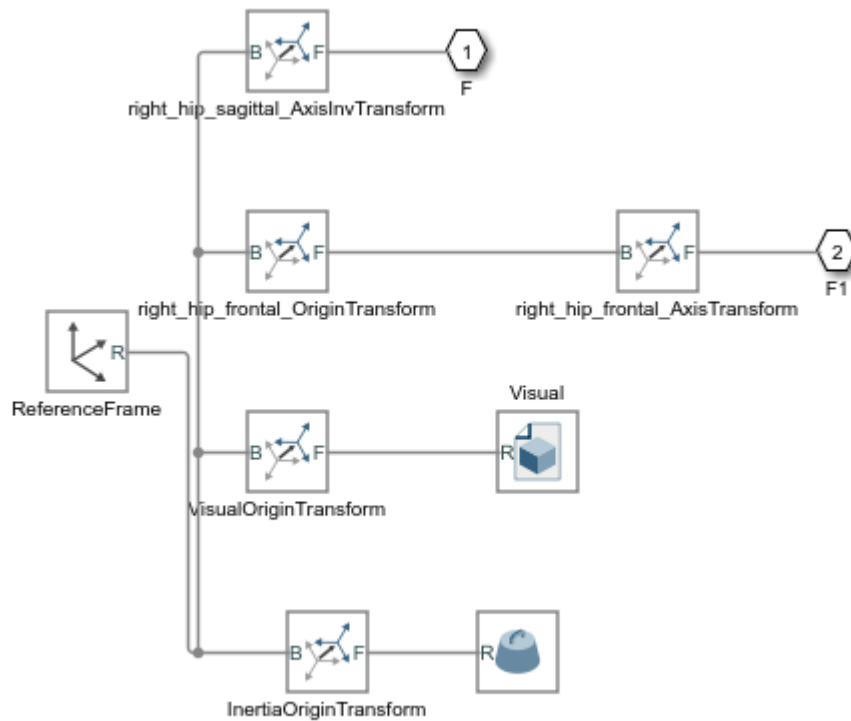 B F
1
right_hip_sagittal_AxisInvTransform
F
B F
B F
2
right_hip_frontal_OriginTransform
right_hip_frontal_AxisTransform
F1
R
ReferenceFrame
Visual
B F
R
VisualOriginTransform
B F
R
InertiaOriginTransform